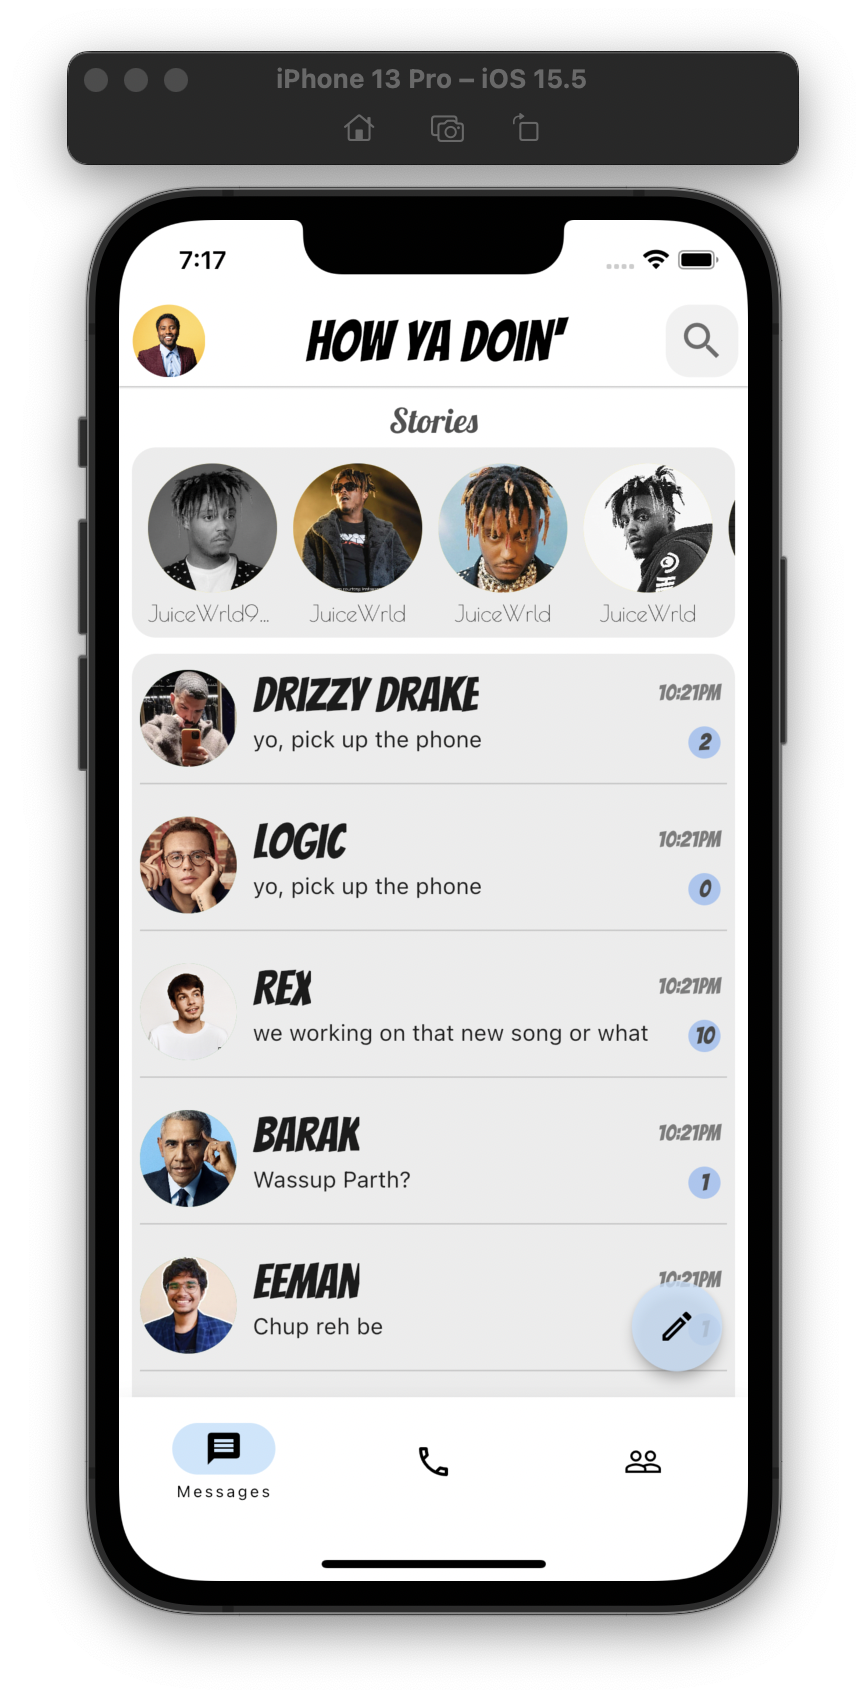 iPhone 13 Pro – iOS 15.5
7:17
HOW YA DOIN'
Stories
JuiceWrld9...
JuiceWrld
JuiceWrld
JuiceWrld
DRIZZY DRAKE
10:21PM
yo, pick up the phone
2
LOGIC
10:21PM
yo, pick up the phone
0
REX
10:21PM
we working on that new song or what
10
BARAK
10:21PM
Wassup Parth?
1
EEMAN
10:21PM
Chup reh be
1
Messages